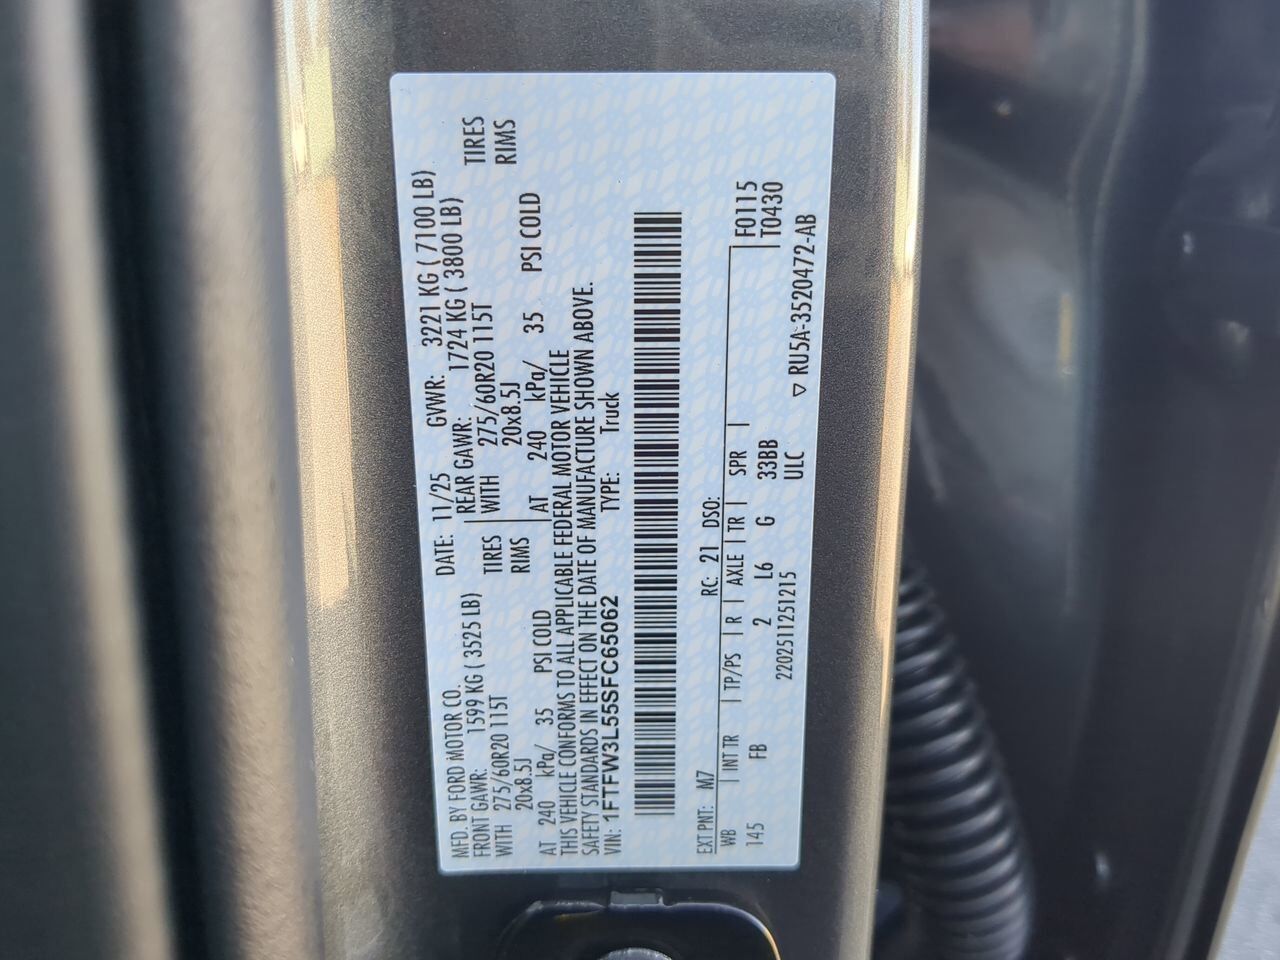 MFD. BY FORD MOTOR CO. DATE: 11/25 GVWR: 3221 KG ( 7100 LB)
FRONT GAWR: 1599 KG ( 3525 LB) REAR GAWR: 1724 KG ( 3800 LB)
WITH 275/60R20 115T TIRES WITH 275/60R20 115T TIRES
20x8.5J RIMS 20x8.5J RIMS
AT 240 kPa/ 35 PSI COLD AT 240 kPa/ 35 PSI COLD
THIS VEHICLE CONFORMS TO ALL APPLICABLE FEDERAL MOTOR VEHICLE
SAFETY STANDARDS IN EFFECT ON THE DATE OF MANUFACTURE SHOWN ABOVE.
VIN: 1FTFW3L55SFC65062 TYPE: Truck
EXT PNT: M7 RC: 21 DSO: F0115
WB | INT TR | TP/PS | R | AXLE | TR | SPR | T0430
145 FB 2 L6 G 33BB
2202511251215 ULC
▽ RU5A-3520472-AB